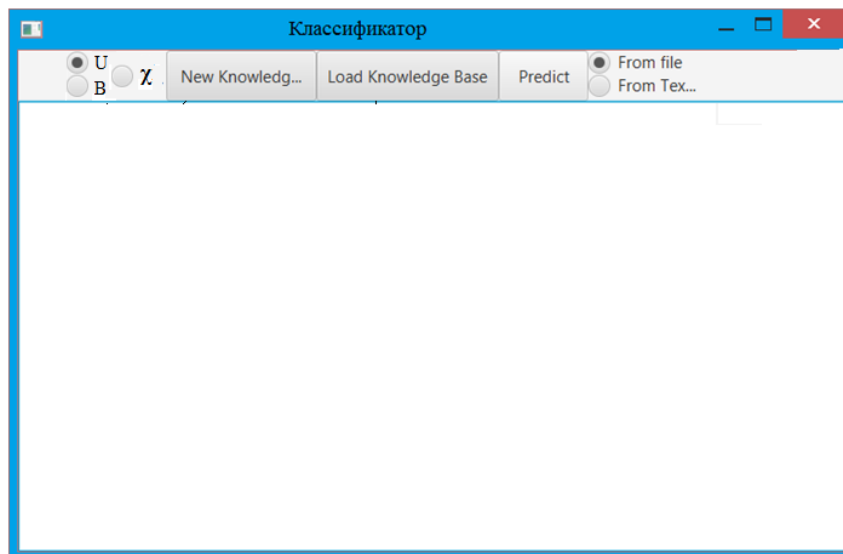 Классификатор
U
B
χ
New Knowledg...
Load Knowledge Base
Predict
From file
From Tex...